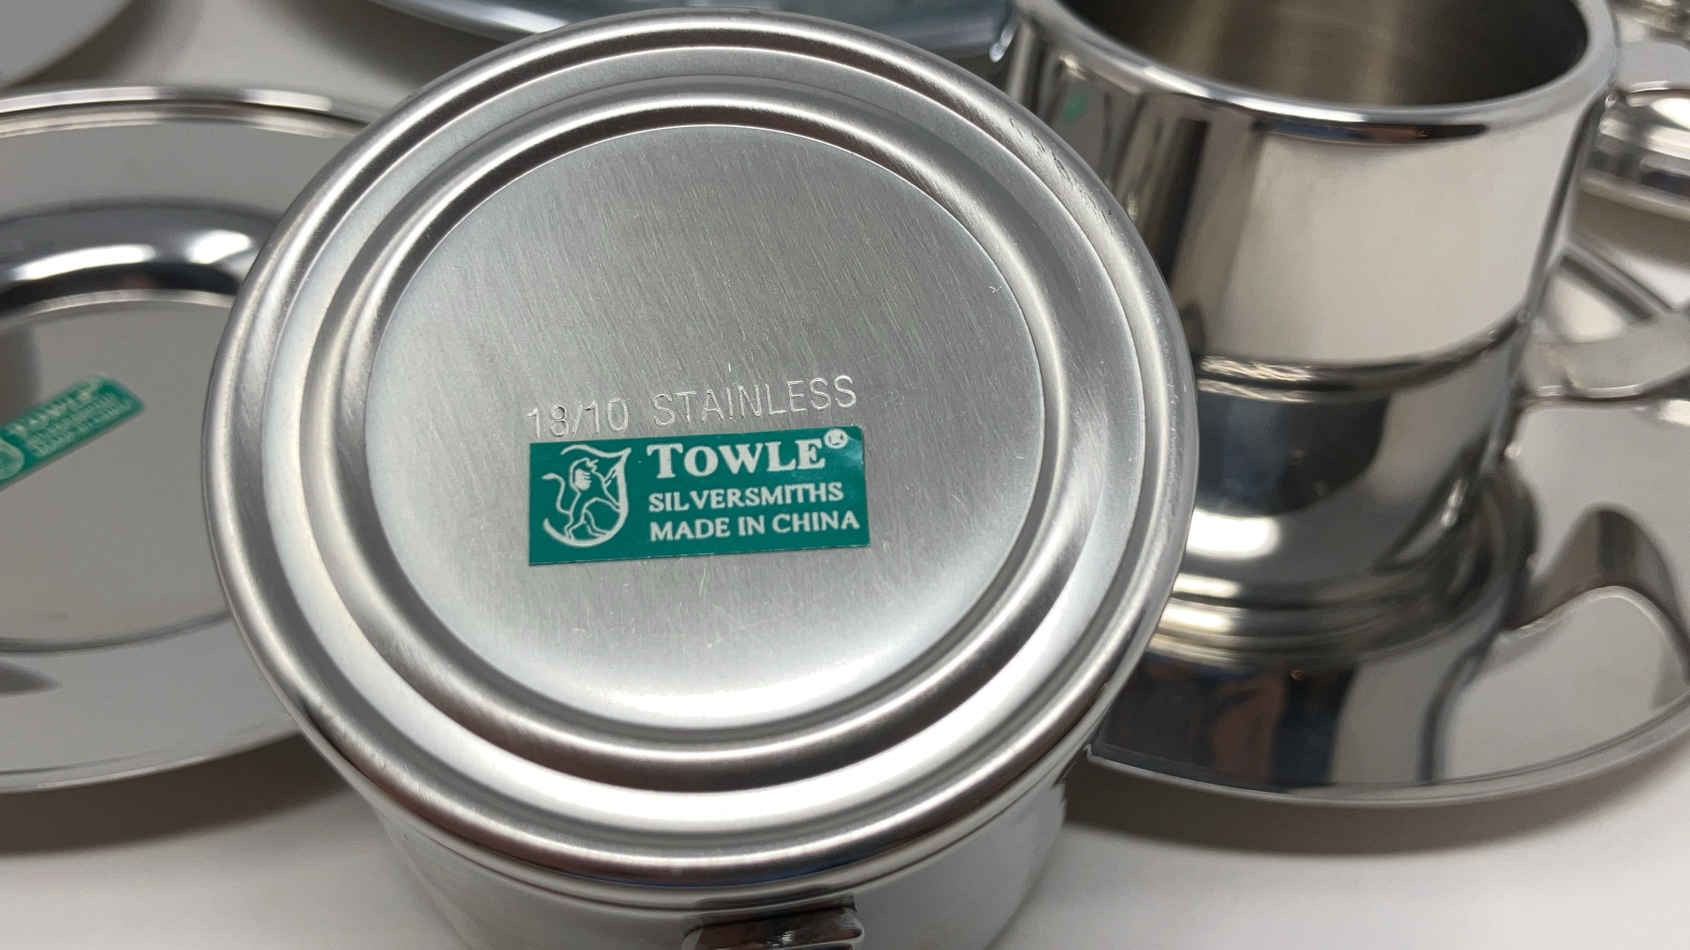 18/10 STAINLESS
TOWLE®
SILVERSMITHS
MADE IN CHINA